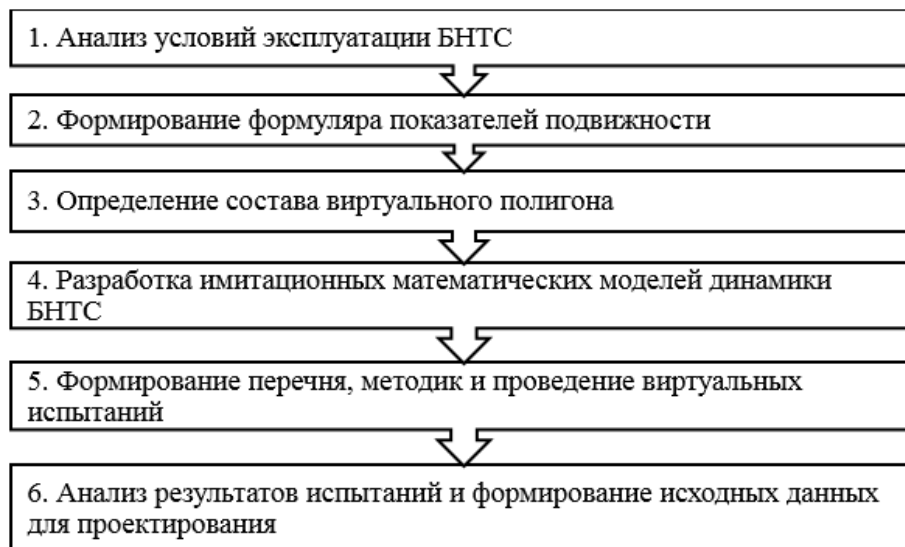 1. Анализ условий эксплуатации БНТС
2. Формирование формуляра показателей подвижности
3. Определение состава виртуального полигона
4. Разработка имитационных математических моделей динамики
БНТС
5. Формирование перечня, методик и проведение виртуальных
испытаний
6. Анализ результатов испытаний и формирование исходных данных
для проектирования